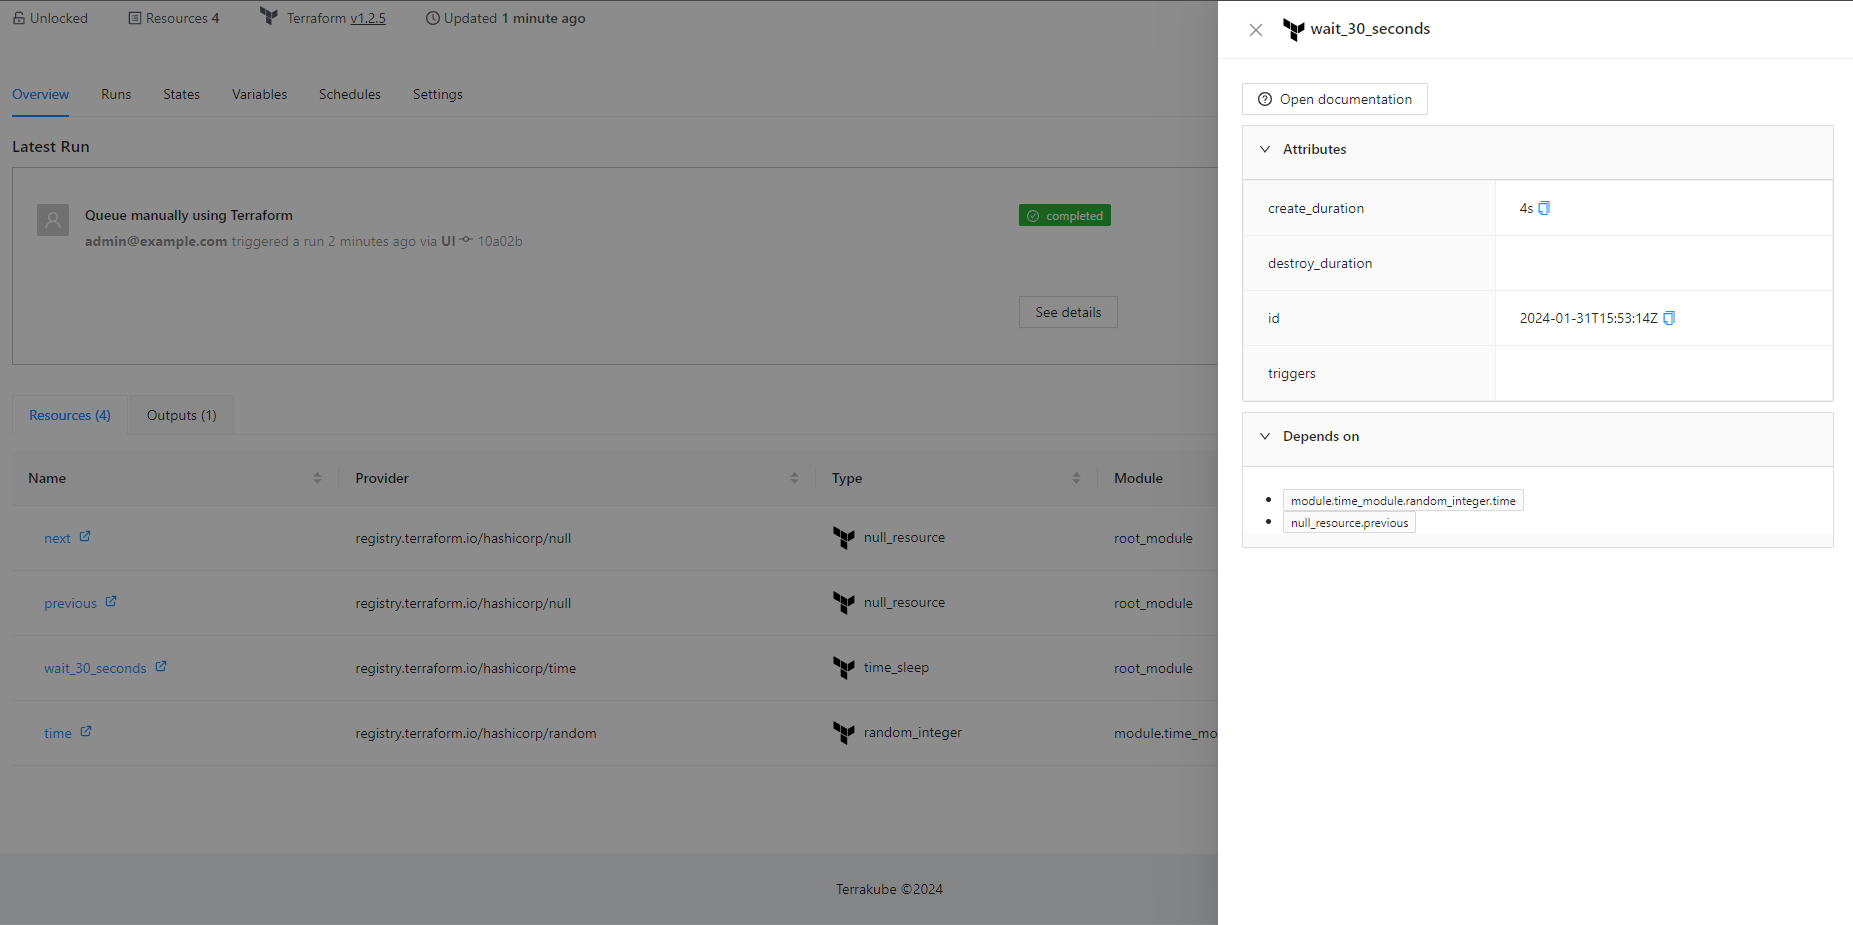 Unlocked Resources 4 Terraform v1.2.5 Updated 1 minute ago
Overview Runs States Variables Schedules Settings
Latest Run
Queue manually using Terraform
completed
admin@example.com triggered a run 2 minutes ago via UI 10a02b
See details
Resources (4) Outputs (1)
Name Provider Type Module
next registry.terraform.io/hashicorp/null null_resource root_module
previous registry.terraform.io/hashicorp/null null_resource root_module
wait_30_seconds registry.terraform.io/hashicorp/time time_sleep root_module
time registry.terraform.io/hashicorp/random random_integer module.time_mo
Terrakube ©2024
wait_30_seconds
Open documentation
Attributes
create_duration 4s
destroy_duration
id 2024-01-31T15:53:14Z
triggers
Depends on
module.time_module.random_integer.time
null_resource.previous